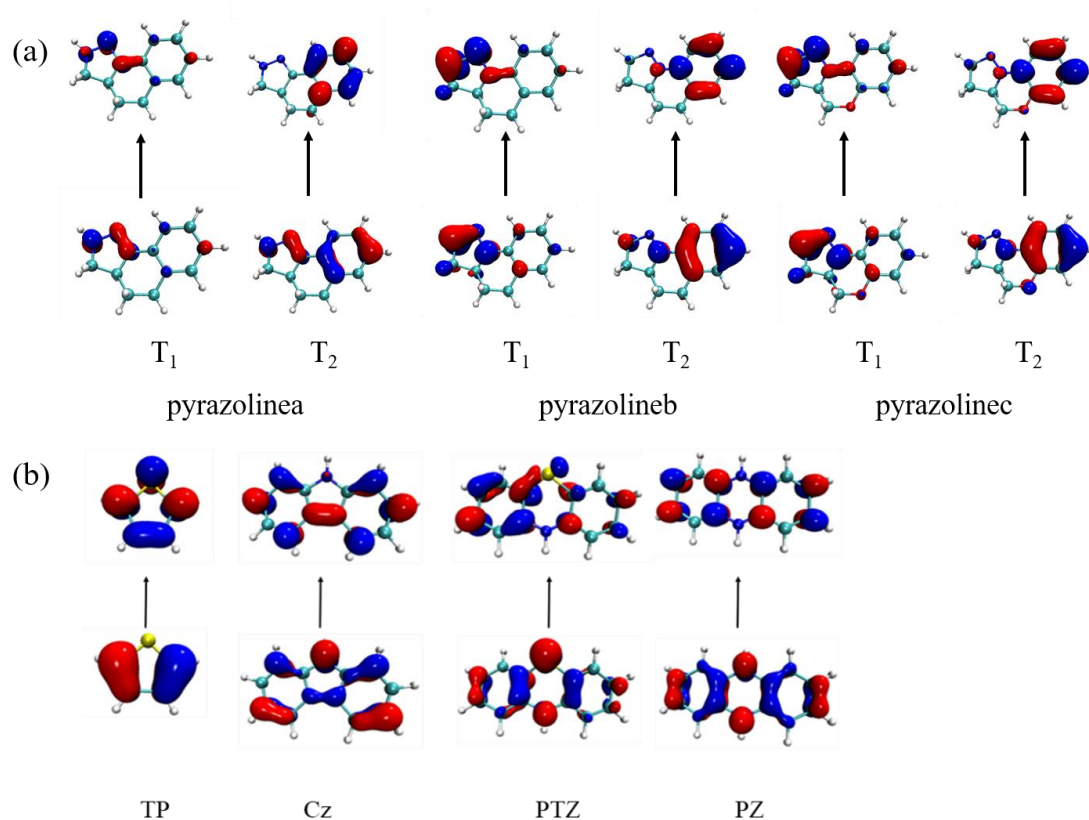 (a)
T₁ T₂ T₁ T₂ T₁ T₂
pyrazolinea pyrazolineb pyrazolinec
(b)
TP Cz PTZ PZ